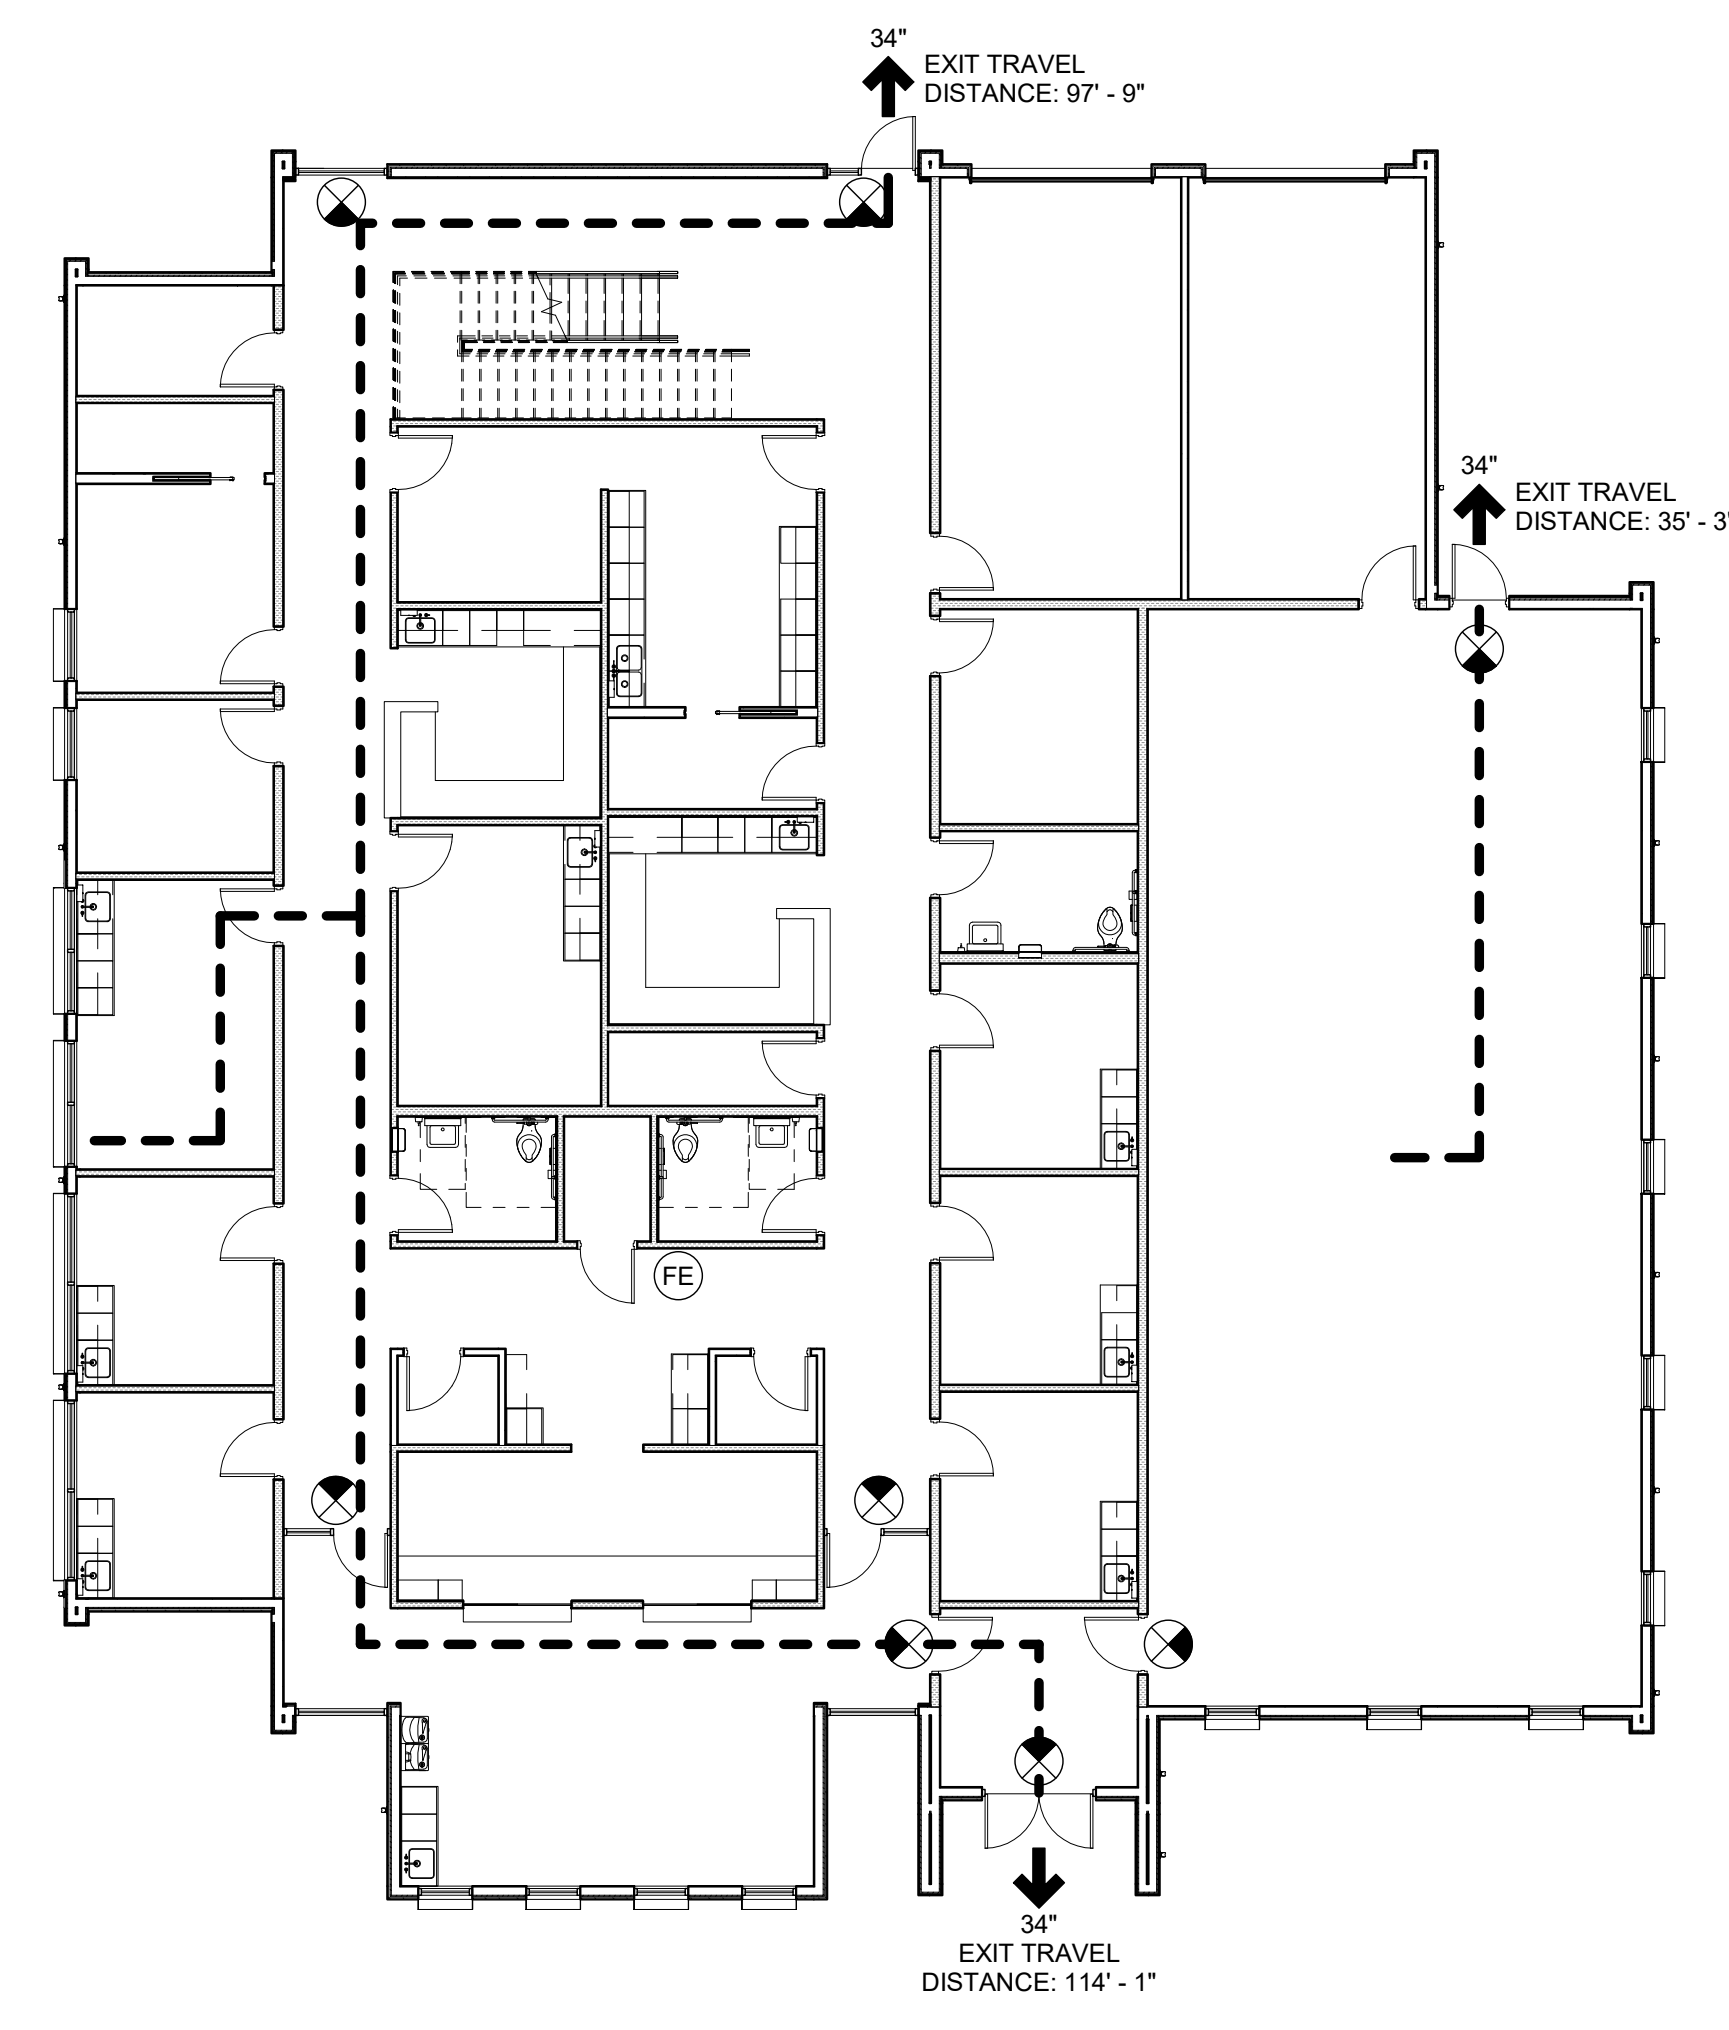 34"
EXIT TRAVEL
DISTANCE: 97' - 9"
34"
EXIT TRAVEL
DISTANCE: 35' - 3'
FE
34"
EXIT TRAVEL
DISTANCE: 114' - 1"